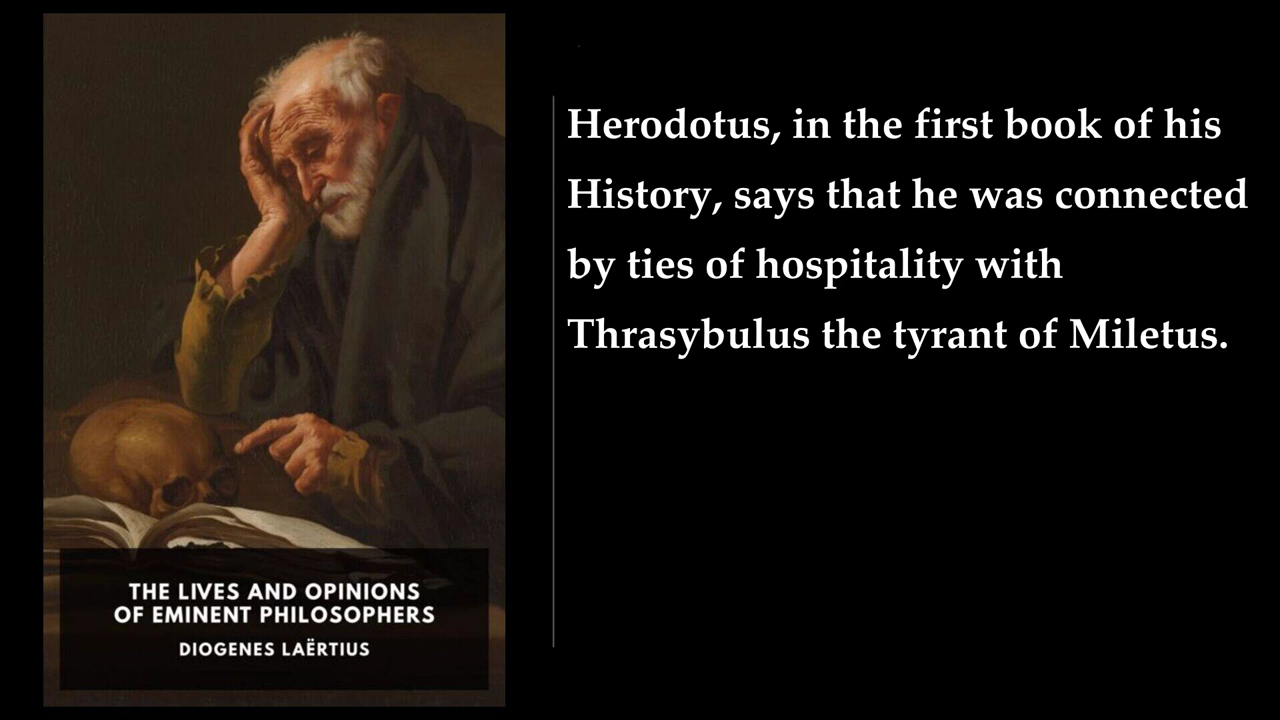 Herodotus, in the first book of his
History, says that he was connected
by ties of hospitality with
Thrasybulus the tyrant of Miletus.
THE LIVES AND OPINIONS
OF EMINENT PHILOSOPHERS
DIOGENES LAËRTIUS